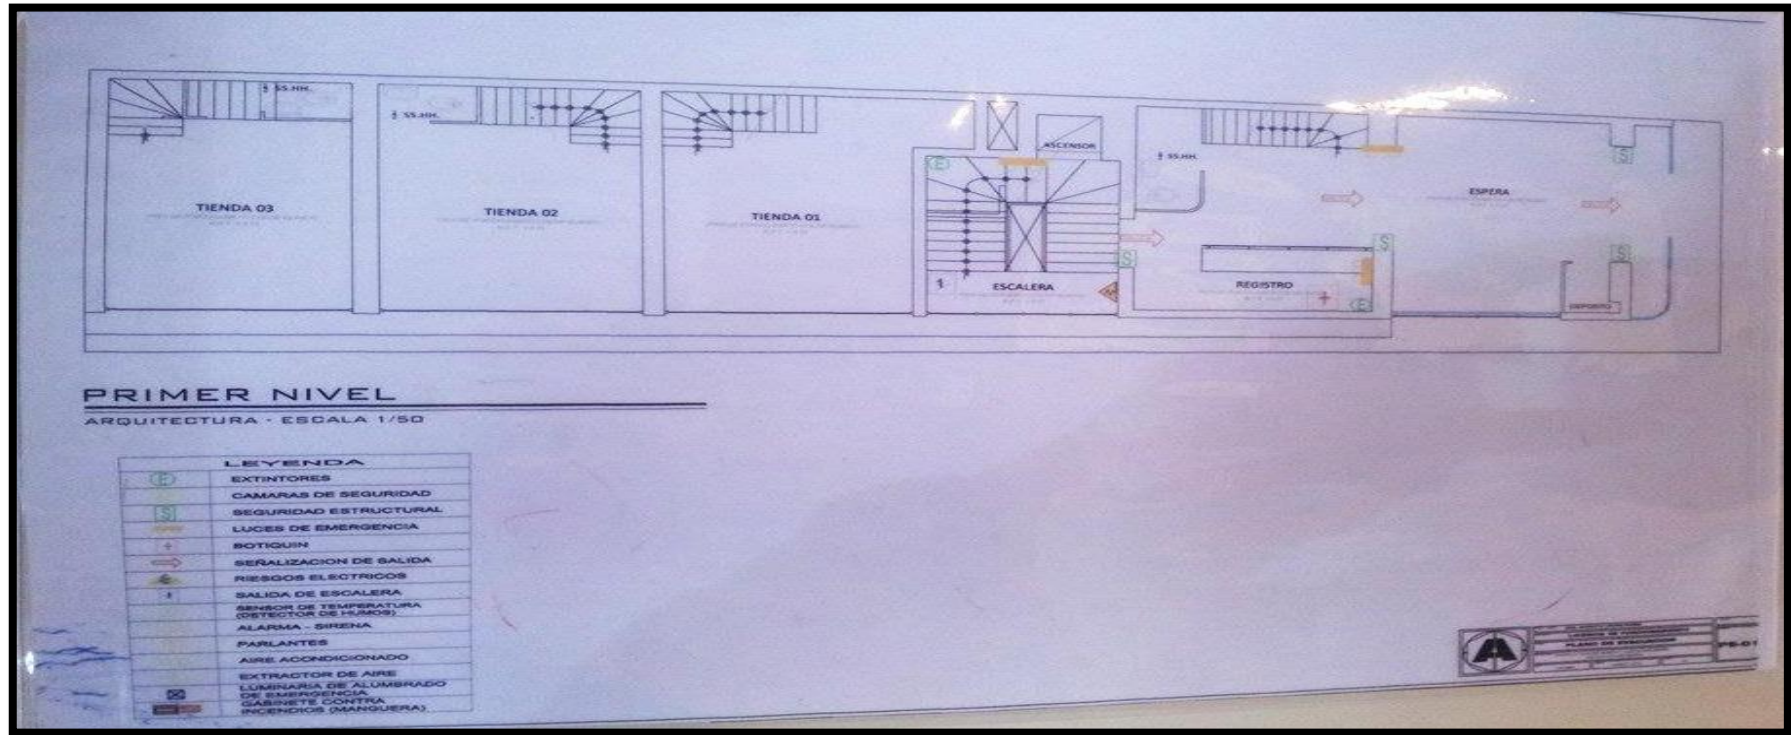 SS.HH.
SS.HH.
ASCENSOR
SS.HH.
TIENDA 03
TIENDA 02
TIENDA 01
ESPERA
E
S
S
S
ESCALERA
REGISTRO
E
S
DEPOSITO
PRIMER NIVEL
ARQUITECTURA - ESCALA 1/50
LEYENDA
E EXTINTORES
CAMARAS DE SEGURIDAD
S SEGURIDAD ESTRUCTURAL
LUCES DE EMERGENCIA
BOTIQUIN
SEÑALIZACION DE SALIDA
RIESGOS ELECTRICOS
SALIDA DE ESCALERA
SENSOR DE TEMPERATURA
(DETECTOR DE HUMOS)
ALARMA - SIRENA
PARLANTES
AIRE ACONDICIONADO
EXTRACTOR DE AIRE
LUMINARIA DE ALUMBRADO
DE EMERGENCIA
GABINETE CONTRA
INCENDIOS (MANGUERA)
PLANO DE